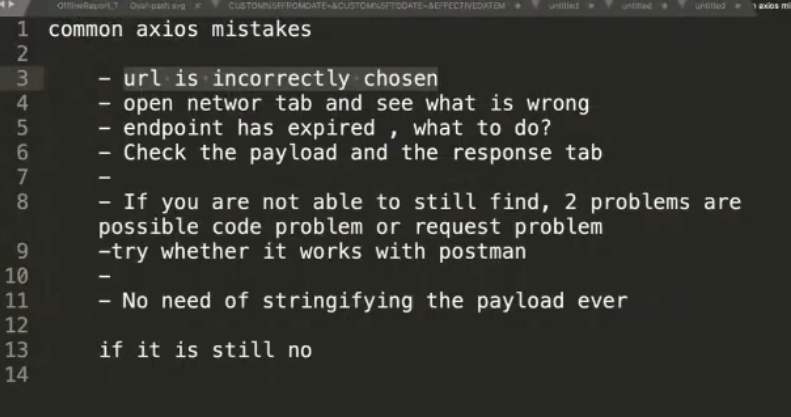 OfflineReport_T
Oval-path.svg
CUSTOM%5FFROMDATE=&CUSTOM%5FTODATE=&EFFECTIVEDATEM
untitled
untitled
untitled
axios mi
1 common axios mistakes
2
3 - url is incorrectly chosen
4 - open networ tab and see what is wrong
5 - endpoint has expired , what to do?
6 - Check the payload and the response tab
7 -
8 - If you are not able to still find, 2 problems are
possible code problem or request problem
9 -try whether it works with postman
10 -
11 - No need of stringifying the payload ever
12
13 if it is still no
14